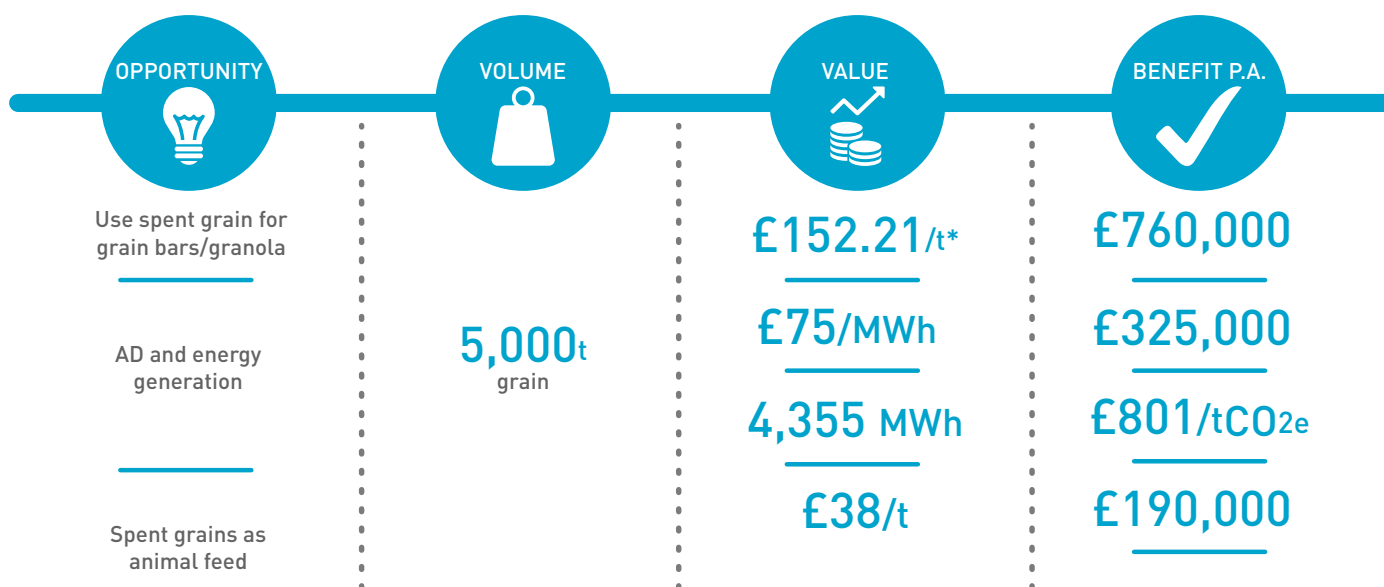 OPPORTUNITY
VOLUME
VALUE
BENEFIT P.A.
Use spent grain for
grain bars/granola
£152.21/t*
£760,000
AD and energy
generation
5,000t
grain
£75/MWh
£325,000
4,355 MWh
£801/tCO2e
Spent grains as
animal feed
£38/t
£190,000